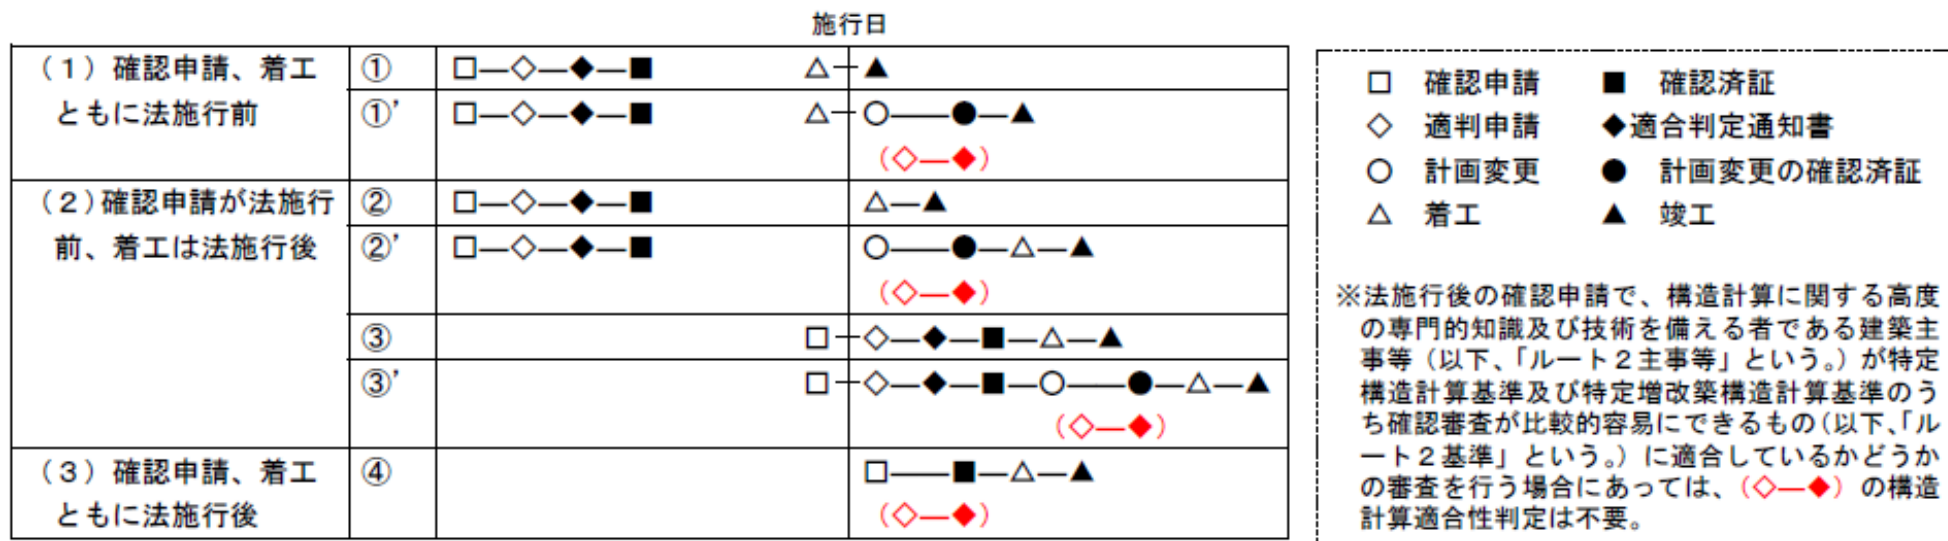 施行日
(1)確認申請、着工
ともに法施行前
① □―◇―◆―■ △―▲
①’ □―◇―◆―■ △―○――●―▲
(◇―◆)
(2)確認申請が法施行
前、着工は法施行後
② □―◇―◆―■ △―▲
②’ □―◇―◆―■ ○――●―△―▲
(◇―◆)
③ □―◇―◆―■―△―▲
③’ □―◇―◆―■―○――●―△―▲
(◇―◆)
(3)確認申請、着工
ともに法施行後
④ □――■―△―▲
(◇―◆)
□ 確認申請 ■ 確認済証
◇ 適判申請 ◆適合判定通知書
○ 計画変更 ● 計画変更の確認済証
△ 着工 ▲ 竣工
※法施行後の確認申請で、構造計算に関する高度
の専門的知識及び技術を備える者である建築主
事等(以下、「ルート2主事等」という。)が特定
構造計算基準及び特定増改築構造計算基準のう
ち確認審査が比較的容易にできるもの(以下、「ル
ート2基準」という。)に適合しているかどうか
の審査を行う場合にあっては、(◇―◆)の構造
計算適合性判定は不要。